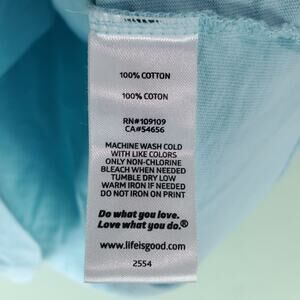 100% COTTON
100% COTON
RN#109109
CA#54656
MACHINE WASH COLD
WITH LIKE COLORS
ONLY NON-CHLORINE
BLEACH WHEN NEEDED
TUMBLE DRY LOW
WARM IRON IF NEEDED
DO NOT IRON ON PRINT
Do what you love.
Love what you do.®
www.lifeisgood.com
2554